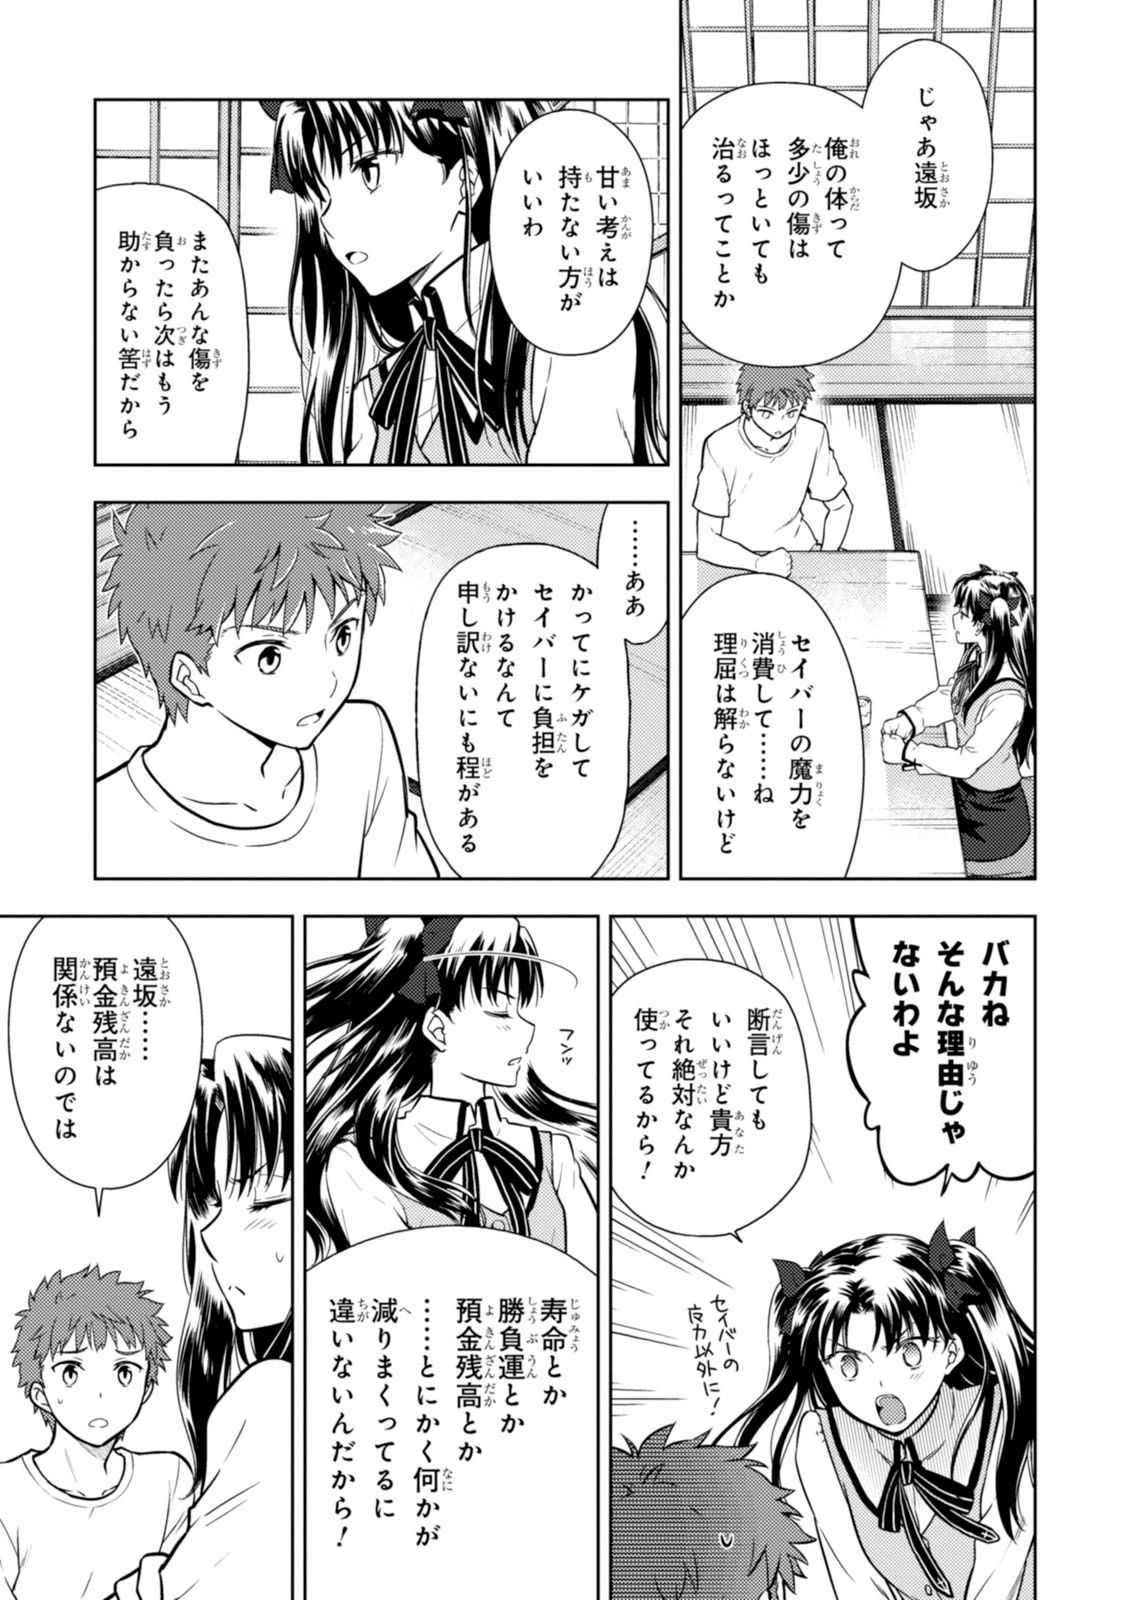 じゃあ遠坂
俺の体って
多少の傷は
ほっといても
治るってことか
セイバーの魔力を
消費して……ね
理屈は解らないけど
甘い考えは
持たない方が
いいわ
またあんな傷を
負ったら次はもう
助からない筈だから
……ああ
かってにケガして
セイバーに負担を
かけるなんて
申し訳ないにも程がある
バカね
そんな理由じゃ
ないわよ
断言しても
いいけど貴方
それ絶対なんか
使ってるから！
セイバーの
魔力以外に！
フンッ
寿命とか
勝負運とか
預金残高とか
……とにかく何かが
減りまくってるに
違いないんだから！
遠坂……
預金残高は
関係ないのでは